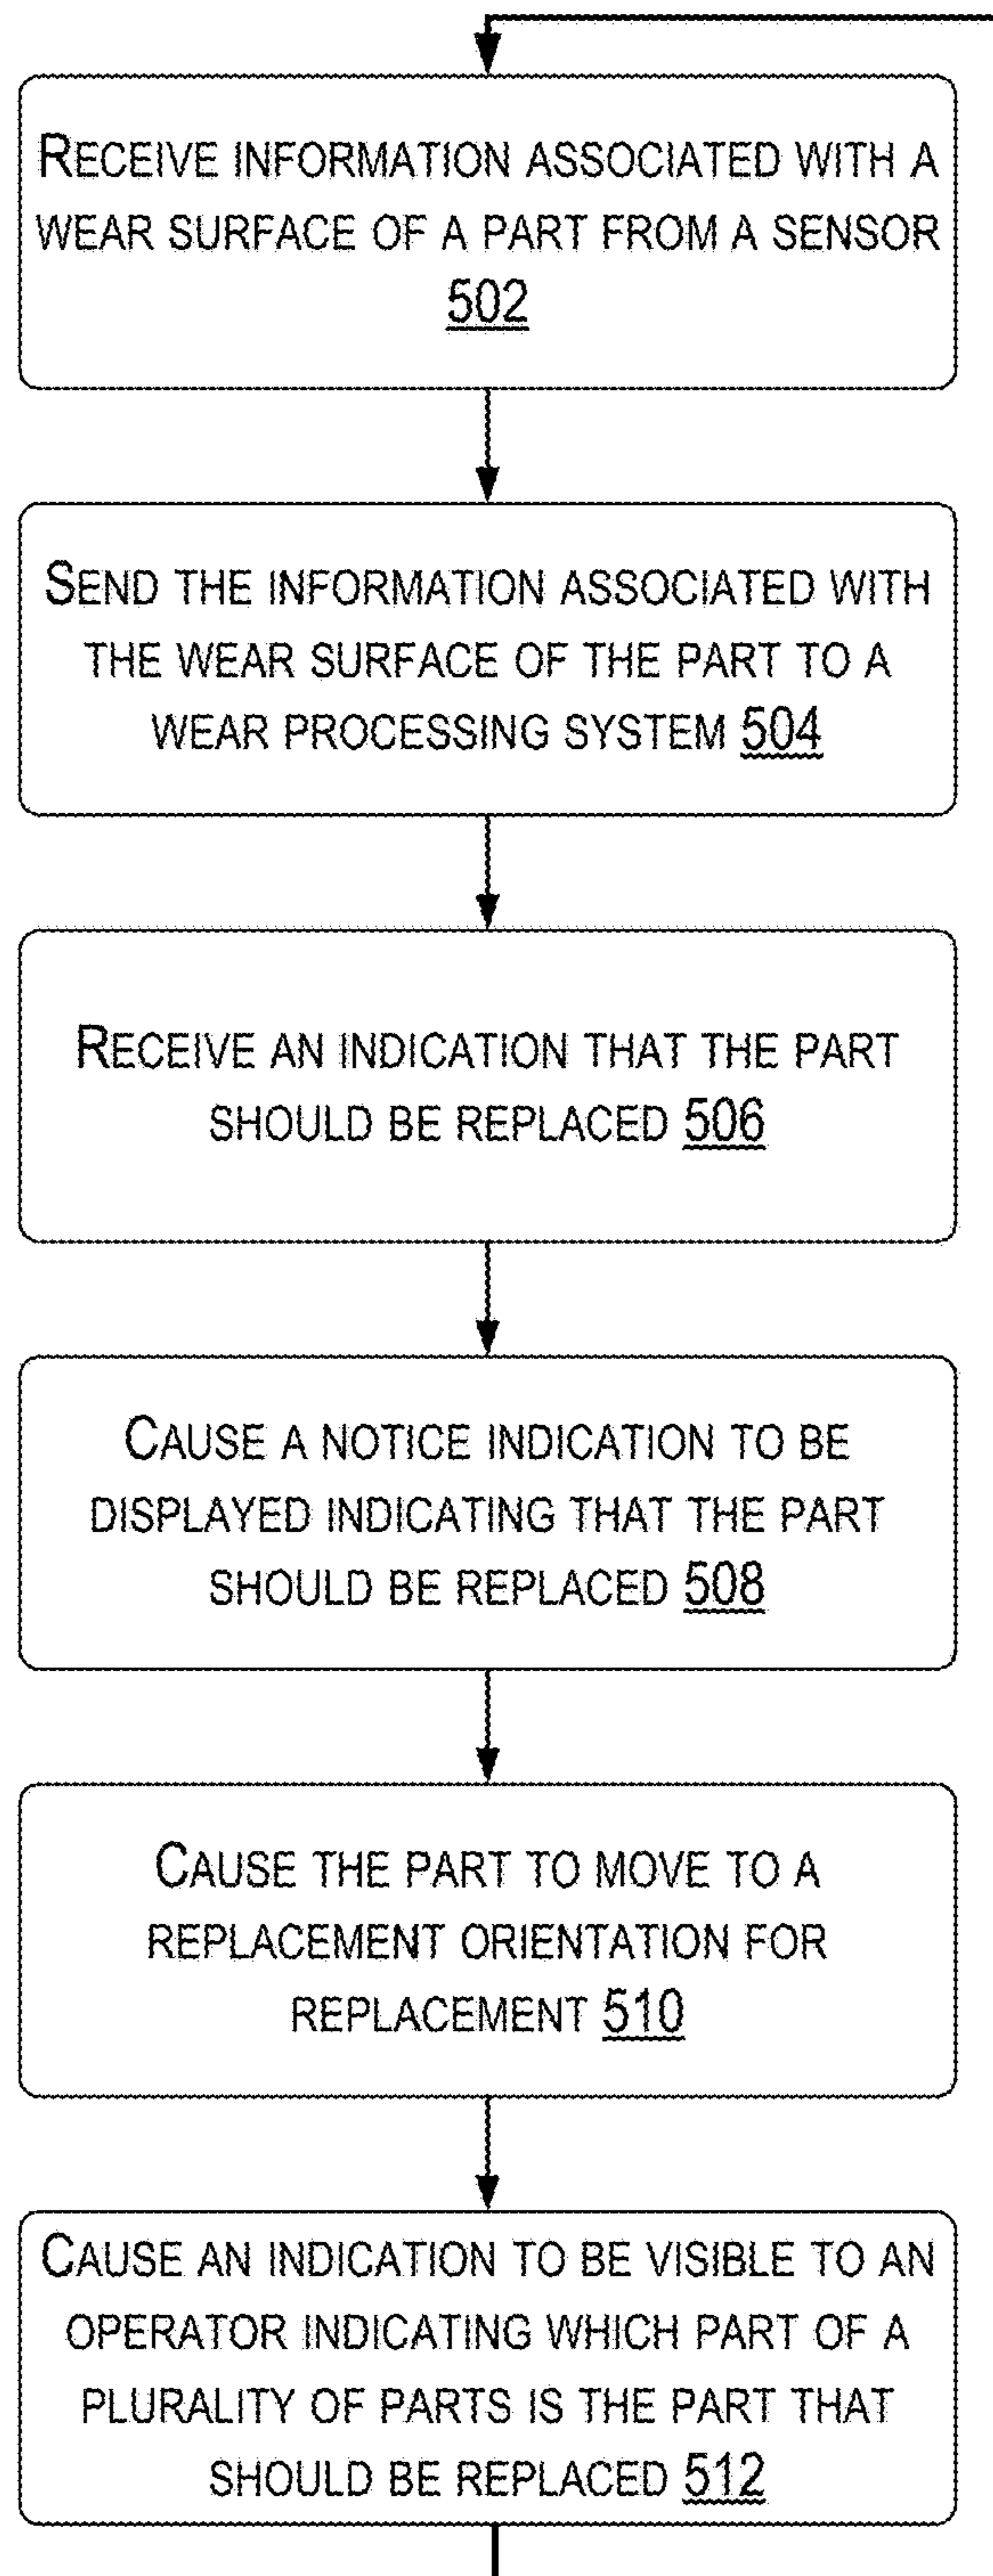 RECEIVE INFORMATION ASSOCIATED WITH A
WEAR SURFACE OF A PART FROM A SENSOR
502
SEND THE INFORMATION ASSOCIATED WITH
THE WEAR SURFACE OF THE PART TO A
WEAR PROCESSING SYSTEM 504
RECEIVE AN INDICATION THAT THE PART
SHOULD BE REPLACED 506
CAUSE A NOTICE INDICATION TO BE
DISPLAYED INDICATING THAT THE PART
SHOULD BE REPLACED 508
CAUSE THE PART TO MOVE TO A
REPLACEMENT ORIENTATION FOR
REPLACEMENT 510
CAUSE AN INDICATION TO BE VISIBLE TO AN
OPERATOR INDICATING WHICH PART OF A
PLURALITY OF PARTS IS THE PART THAT
SHOULD BE REPLACED 512